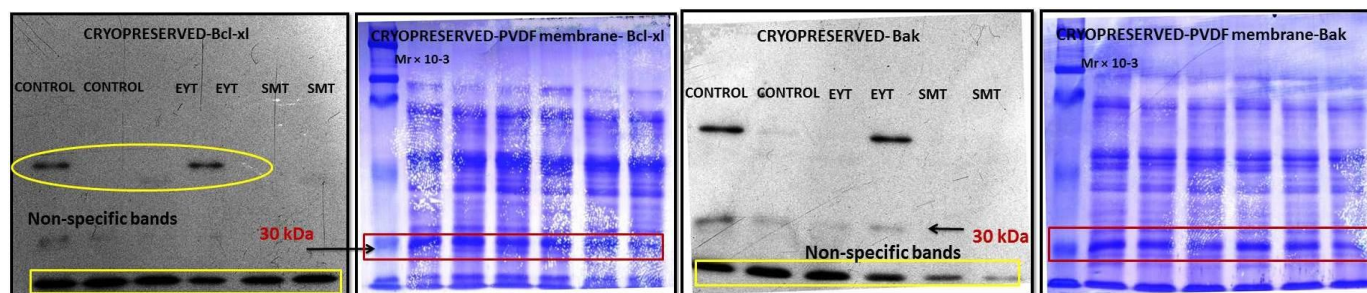 CRYOPRESERVED-Bcl-xl
CONTROL CONTROL EYT EYT SMT SMT
Non-specific bands
30 kDa
CRYOPRESERVED-PVDF membrane- Bcl-xl
Mr × 10-3
CRYOPRESERVED- Bak
CONTROL CONTROL EYT EYT SMT SMT
30 kDa
Non-specific bands
CRYOPRESERVED-PVDF membrane-Bak
Mr × 10-3